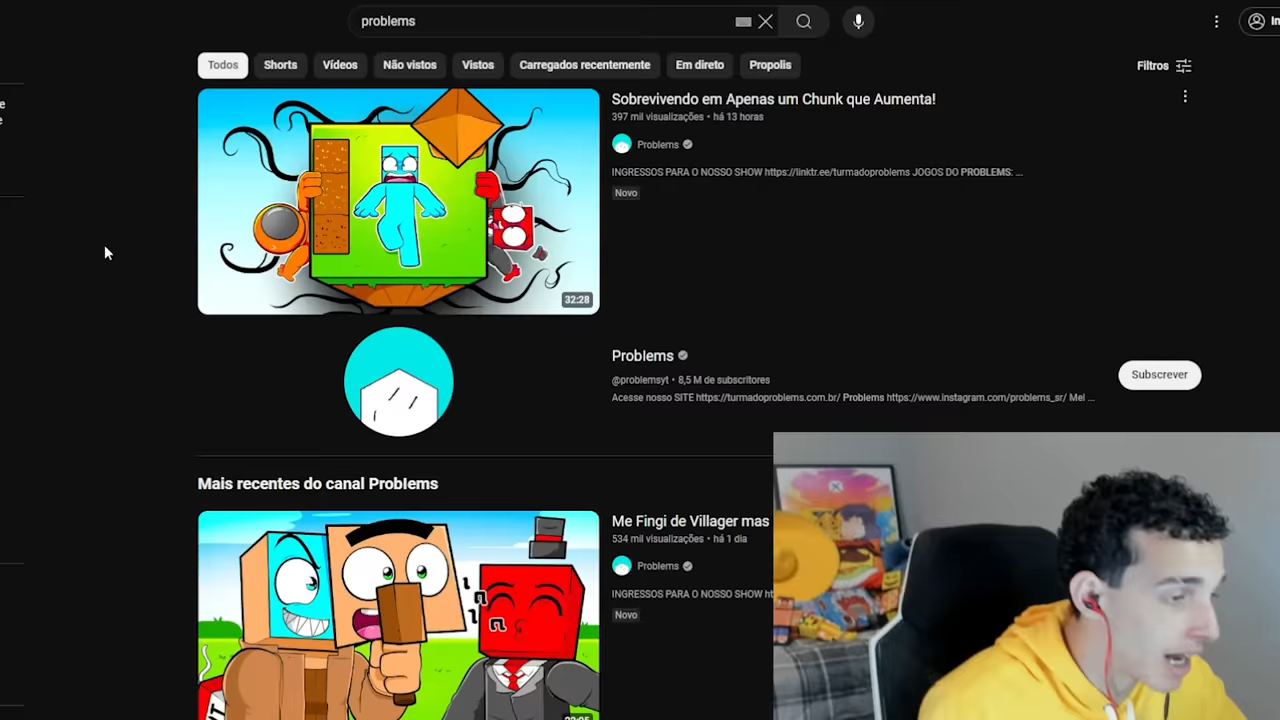 problems
In
Todos
Shorts
Vídeos
Não vistos
Vistos
Carregados recentemente
Em direto
Propolis
Filtros
e
e
Sobrevivendo em Apenas um Chunk que Aumenta!
397 mil visualizações • há 13 horas
Problems
INGRESSOS PARA O NOSSO SHOW https://linktr.ee/turmadoproblems JOGOS DO PROBLEMS: ...
Novo
32:28
Problems
@problemsyt • 8,5 M de subscritores
Acesse nosso SITE https://turmadoproblems.com.br/ Problems https://www.instagram.com/problems_sr/ Mel ...
Subscrever
Mais recentes do canal Problems
Me Fingi de Villager mas
534 mil visualizações • há 1 dia
Problems
INGRESSOS PARA O NOSSO SHOW ht
Novo